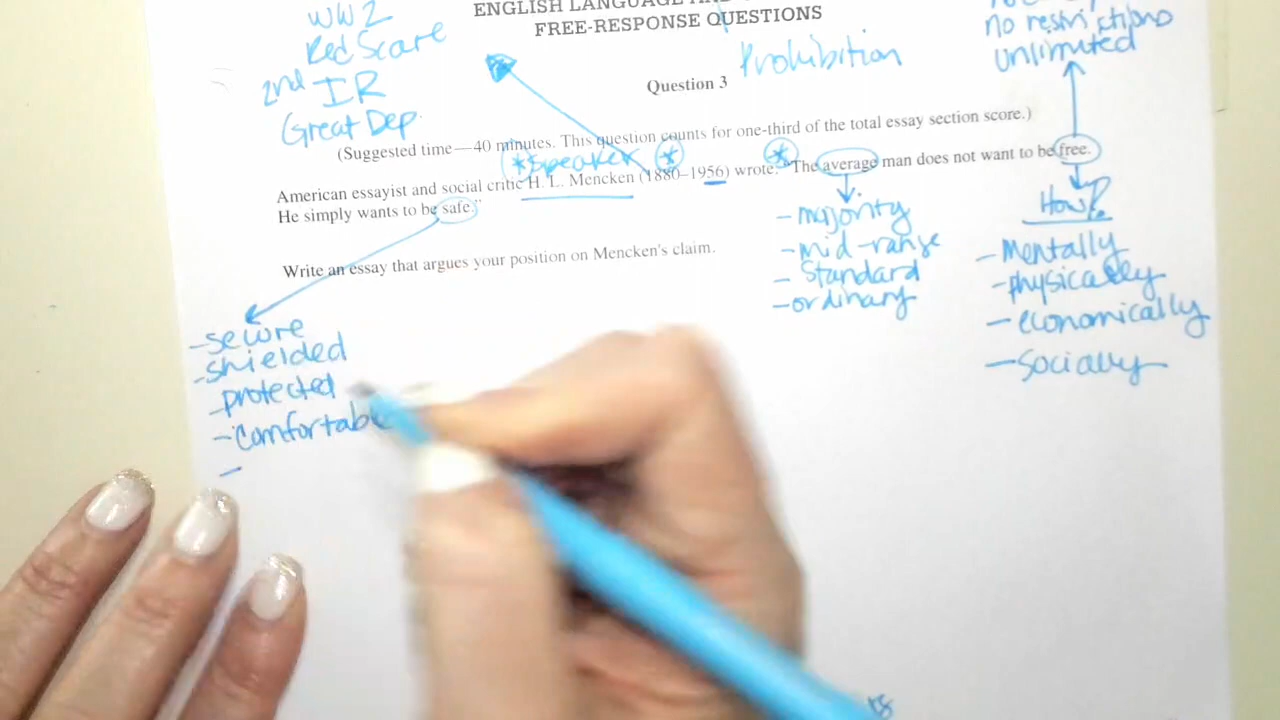 WW2
Red Scare
2nd IR
Great Dep.
ENGLISH LANGUAGE AND
FREE-RESPONSE QUESTIONS
Prohibition
no restrictions
unlimited
Question 3
(Suggested time—40 minutes. This question counts for one-third of the total essay section score.)
*Speaker * *
American essayist and social critic H. L. Mencken (1880–1956) wrote: "The average man does not want to be free.
He simply wants to be safe."
Write an essay that argues your position on Mencken's claim.
- majority
- mid-range
- Standard
- ordinary
How?
- Mentally
- physically
- economically
- Socially
- secure
- shielded
- protected
- comfortable
-